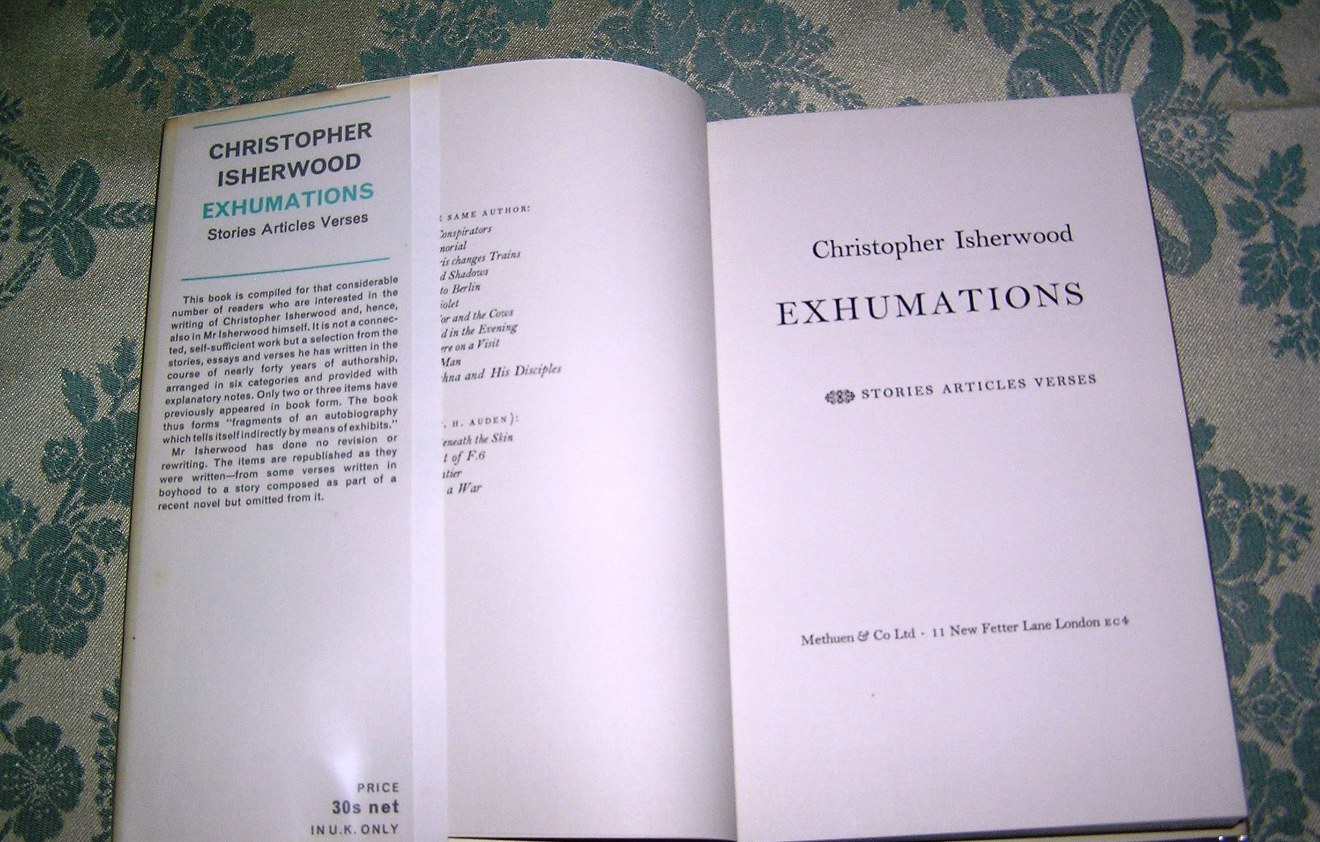 CHRISTOPHER
ISHERWOOD
EXHUMATIONS
Stories Articles Verses
This book is compiled for that considerable
number of readers who are interested in the
writing of Christopher Isherwood and, hence,
also in Mr Isherwood himself. It is not a connec-
ted, self-sufficient work but a selection from the
stories, essays and verses he has written in the
course of nearly forty years of authorship,
arranged in six categories and provided with
explanatory notes. Only two or three items have
previously appeared in book form. The book
thus forms "fragments of an autobiography
which tells itself indirectly by means of exhibits."
Mr Isherwood has done no revision or
rewriting. The items are republished as they
were written—from some verses written in
boyhood to a story composed as part of a
recent novel but omitted from it.
PRICE
30s net
IN U.K. ONLY
SAME AUTHOR:
Conspirators
changes Trains
Shadows
to Berlin
and the Cows
in the Evening
on a Visit
Man
and His Disciples
H. AUDEN):
the Skin
of F.6
a War
Christopher Isherwood
EXHUMATIONS
STORIES ARTICLES VERSES
Methuen & Co Ltd · 11 New Fetter Lane London EC4